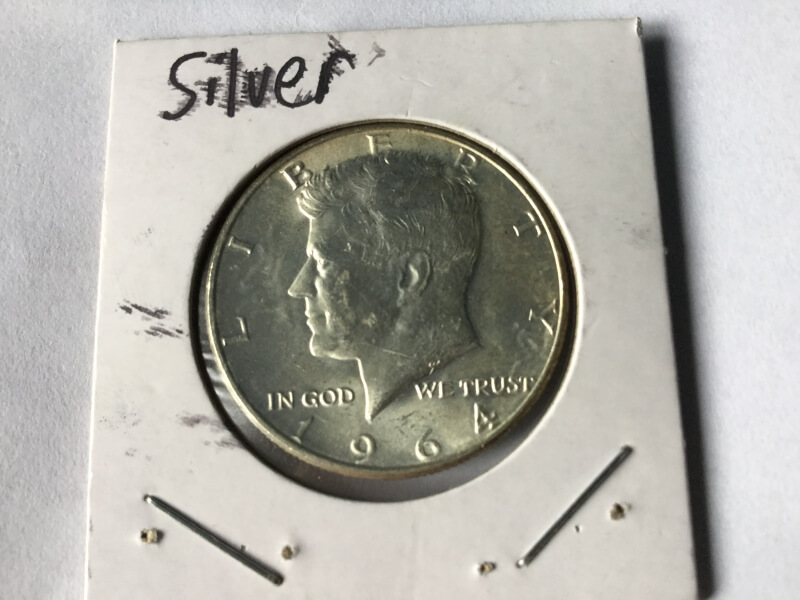 Silver
LIBERTY
IN GOD WE TRUST
1964